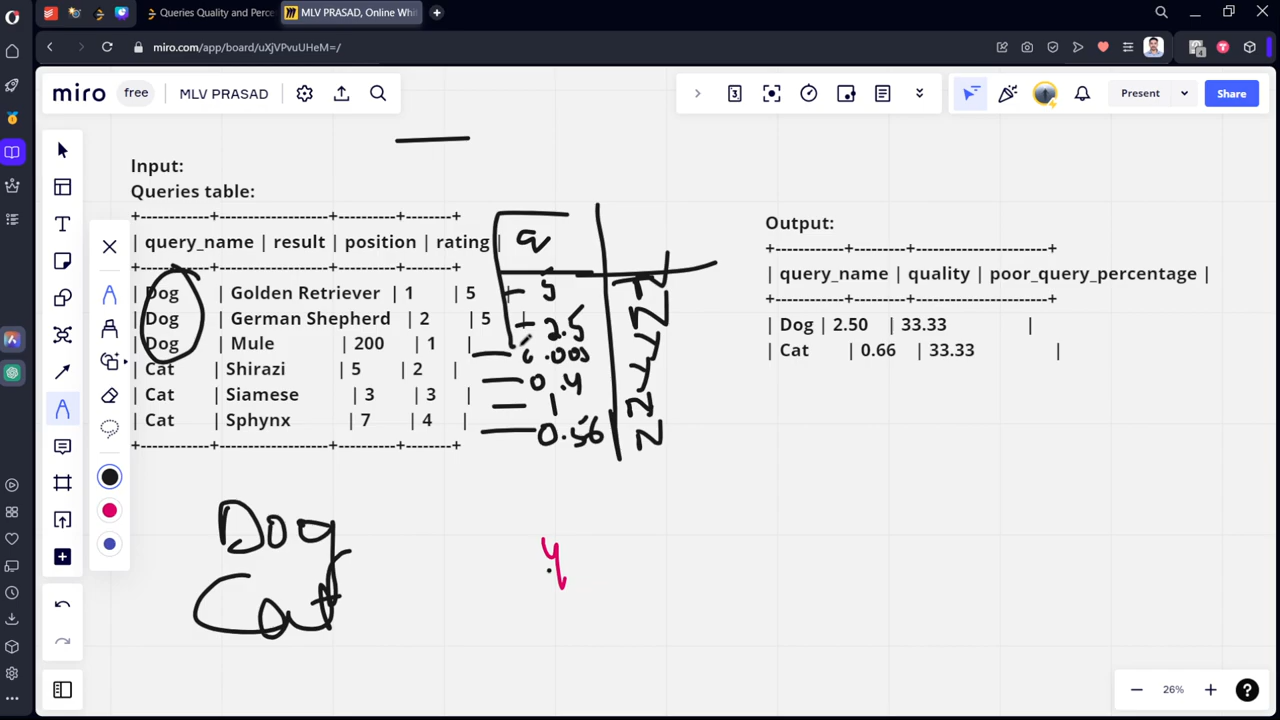 Queries Quality and Perce
MLV PRASAD, Online Whi
miro.com/app/board/uXjVPvuUHeM=/
miro free MLV PRASAD
3 Present Share
Input:
Queries table:
+-----------+-------------------+----------+--------+
| query_name | result | position | rating |
+-----------+-------------------+----------+--------+
| Dog | Golden Retriever | 1 | 5 |
| Dog | German Shepherd | 2 | 5 |
| Dog | Mule | 200 | 1 |
| Cat | Shirazi | 5 | 2 |
| Cat | Siamese | 3 | 3 |
| Cat | Sphynx | 7 | 4 |
+-----------+-------------------+----------+--------+
q
5
2.5
0.005
0.4
1
0.56
N
N
Y
Y
N
N
Output:
+-----------+--------+---------------------+
| query_name | quality | poor_query_percentage |
+-----------+--------+---------------------+
| Dog | 2.50 | 33.33 |
| Cat | 0.66 | 33.33 |
Dog
Cat
4
26%